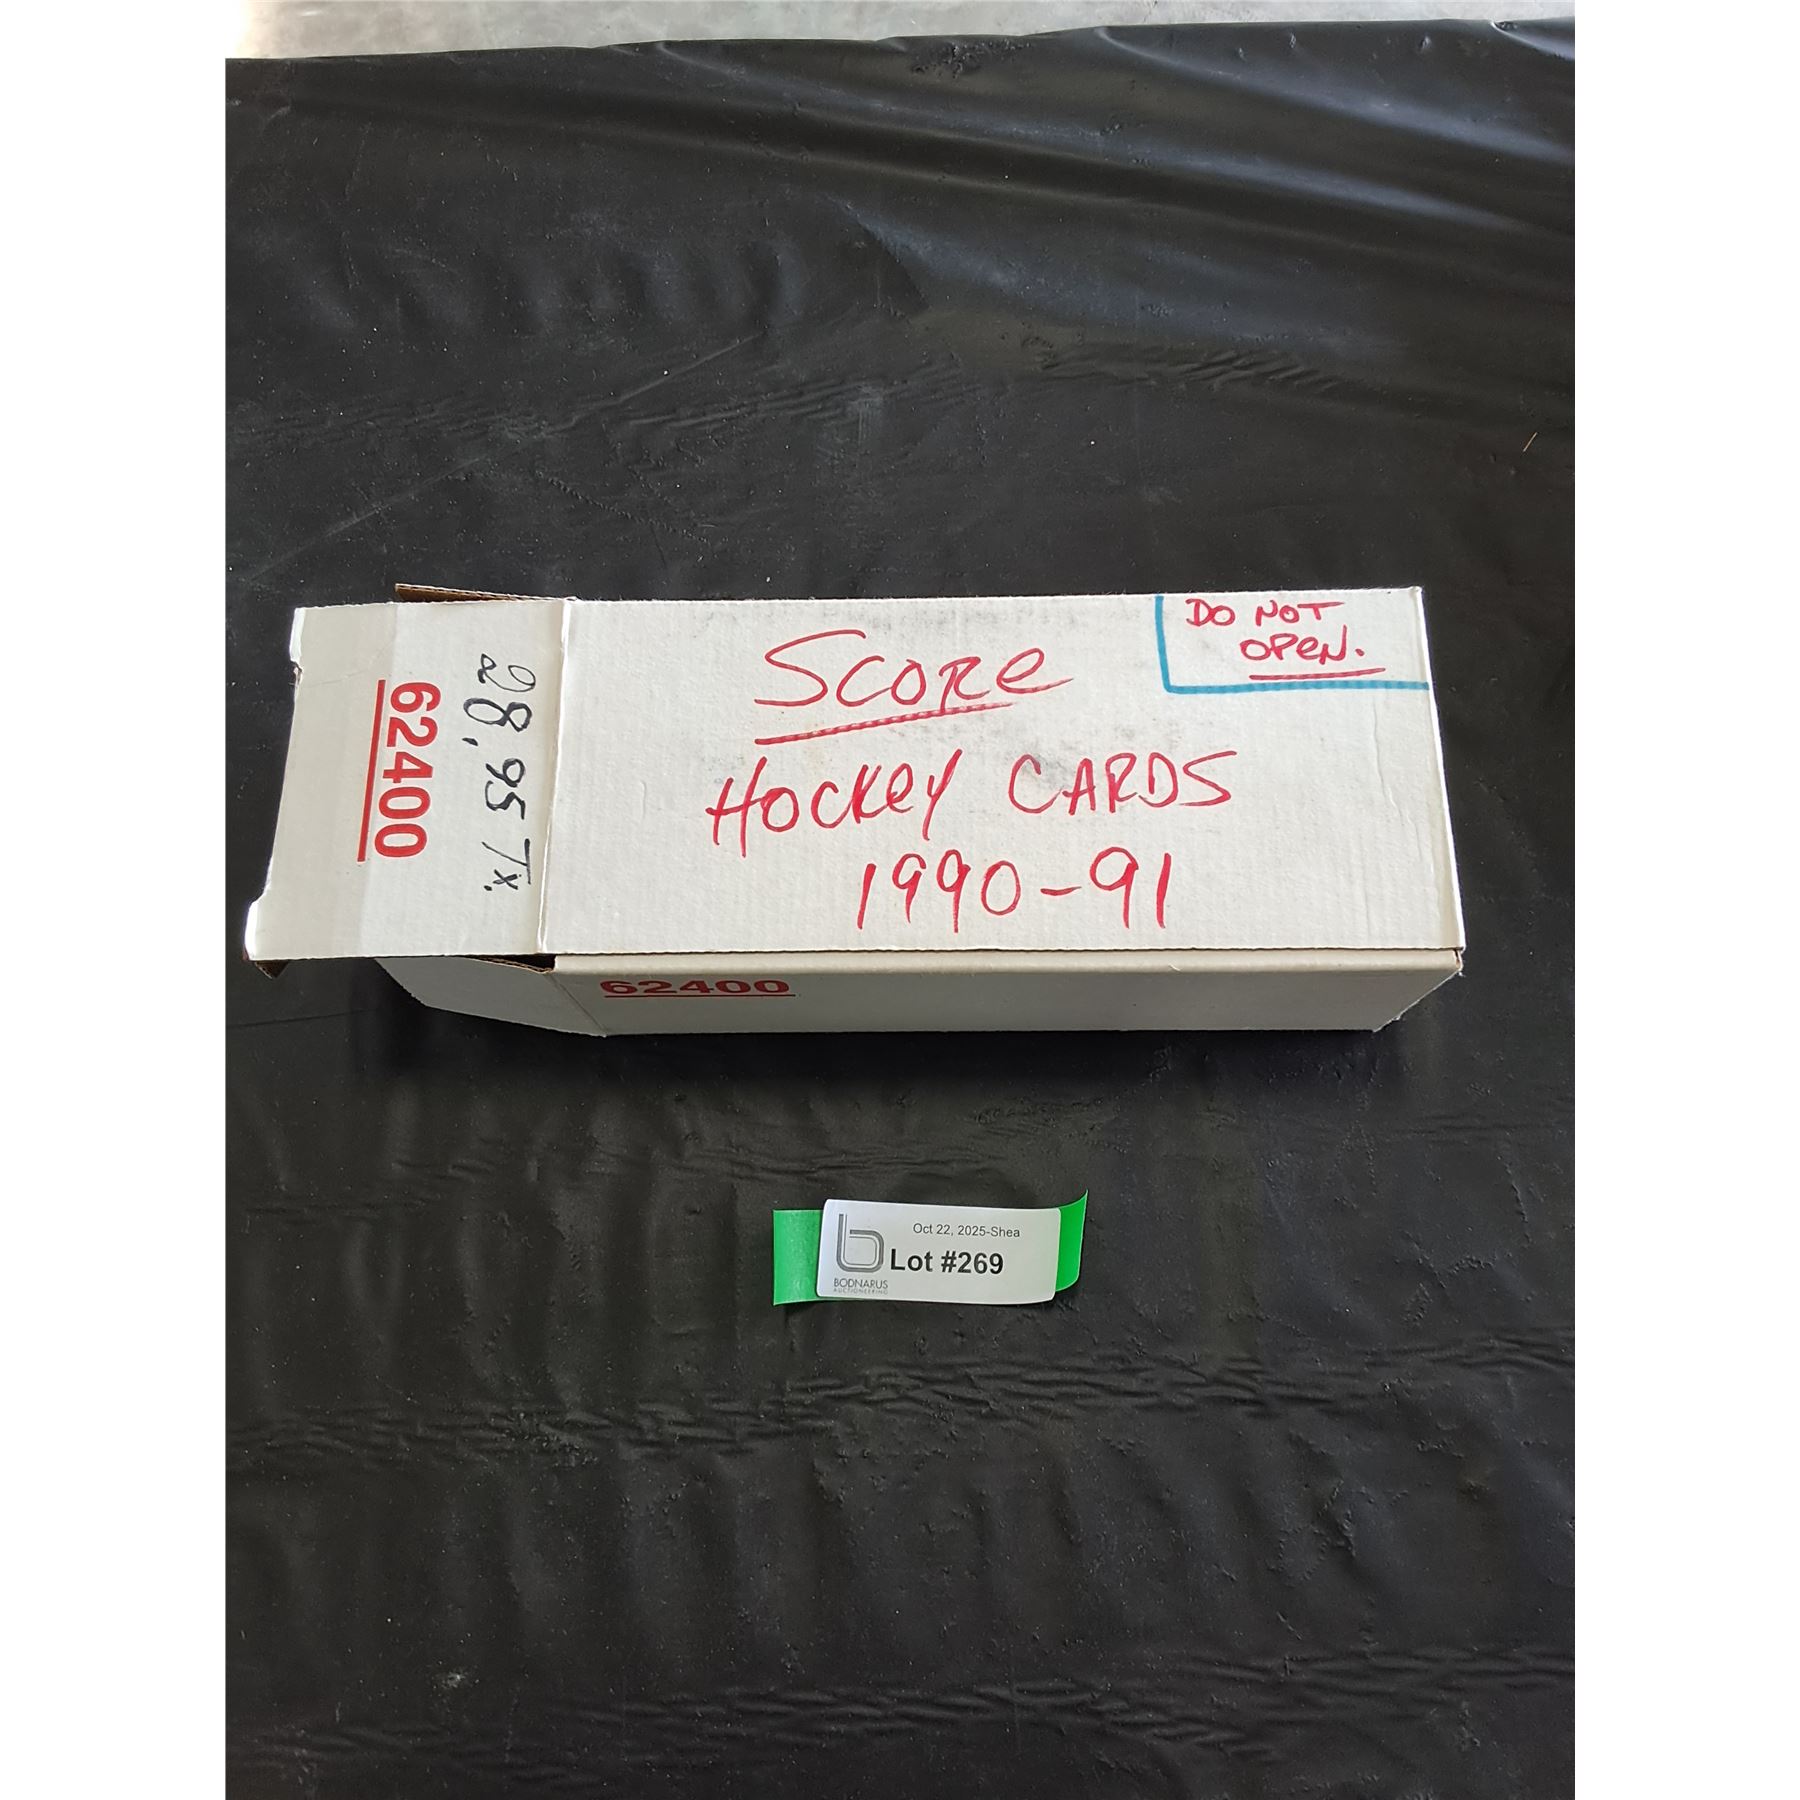 DO NOT
OPEN.
SCORE
HOCKEY CARDS
1990-91
28.95 Tx.
62400
62400
Oct 22, 2025-Shea
b
Lot #269
BODNARUS
AUCTIONEERING